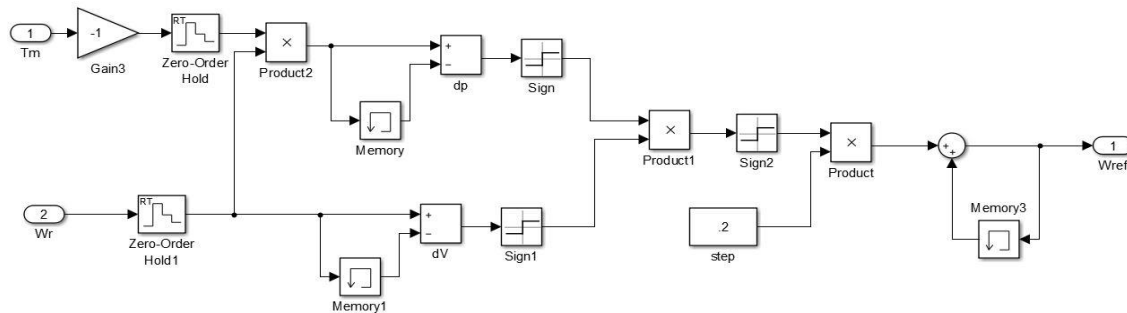 1
Tm
-1
Gain3
RT
Zero-Order
Hold
×
Product2
+
−
dp
Sign
Memory
×
Product1
Sign2
×
Product
+
+
1
Wref
Memory3
2
Wr
RT
Zero-Order
Hold1
+
−
dV
Sign1
Memory1
.2
step